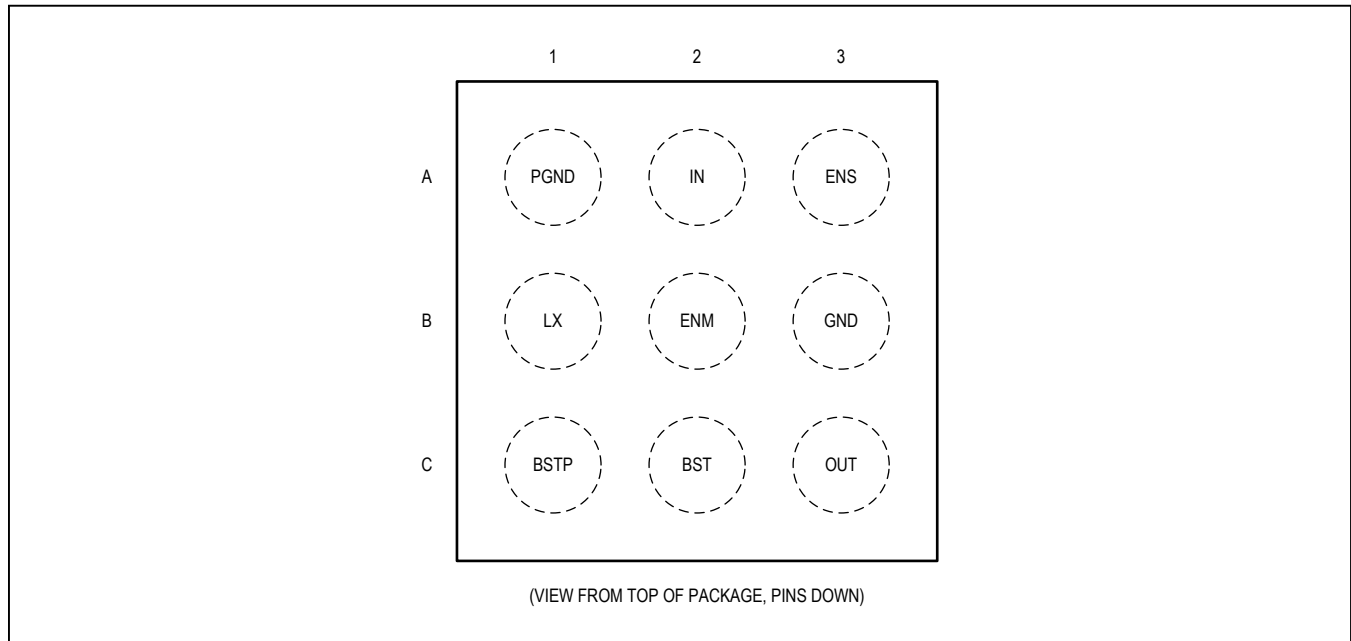 1 2 3
A PGND IN ENS
B LX ENM GND
C BSTP BST OUT
(VIEW FROM TOP OF PACKAGE, PINS DOWN)